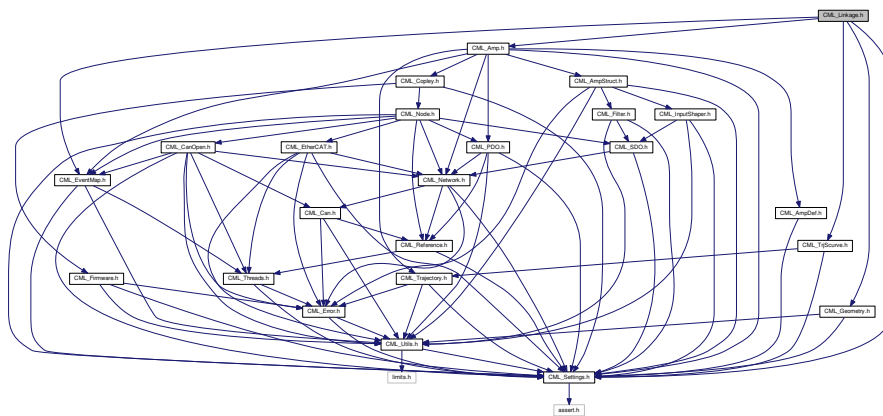 CML_Linkage.h
CML_Amp.h
CML_Copley.h
CML_AmpStruct.h
CML_Node.h
CML_Filter.h
CML_InputShaper.h
CML_CanOpen.h
CML_EtherCAT.h
CML_PDO.h
CML_SDO.h
CML_EventMap.h
CML_Network.h
CML_Can.h
CML_AmpDef.h
CML_Reference.h
CML_TrjScurve.h
CML_Firmware.h
CML_Threads.h
CML_Trajectory.h
CML_Error.h
CML_Geometry.h
CML_Utils.h
limits.h
CML_Settings.h
assert.h